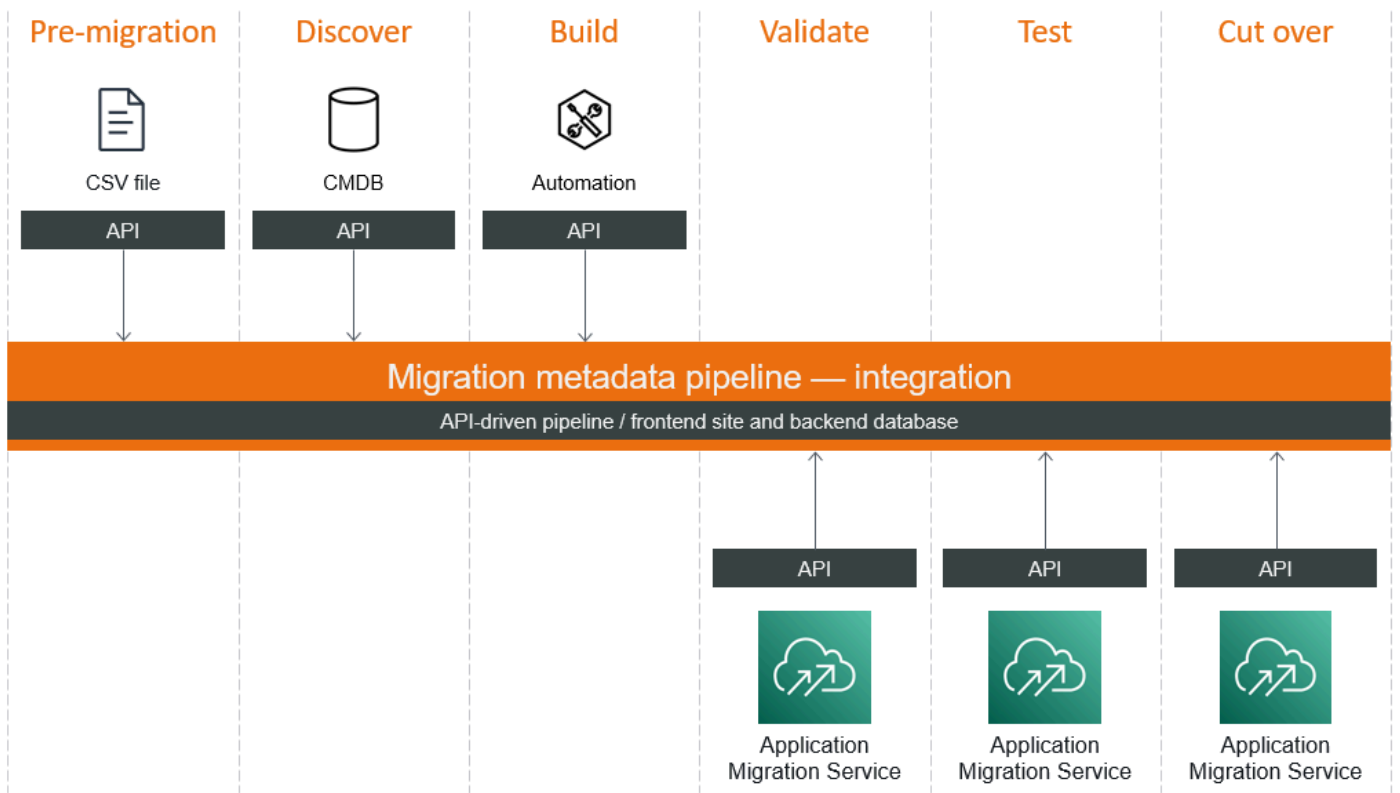 Pre-migration
Discover
Build
Validate
Test
Cut over
CSV file
CMDB
Automation
API
API
API
Migration metadata pipeline — integration
API-driven pipeline / frontend site and backend database
API
API
API
Application
Migration Service
Application
Migration Service
Application
Migration Service